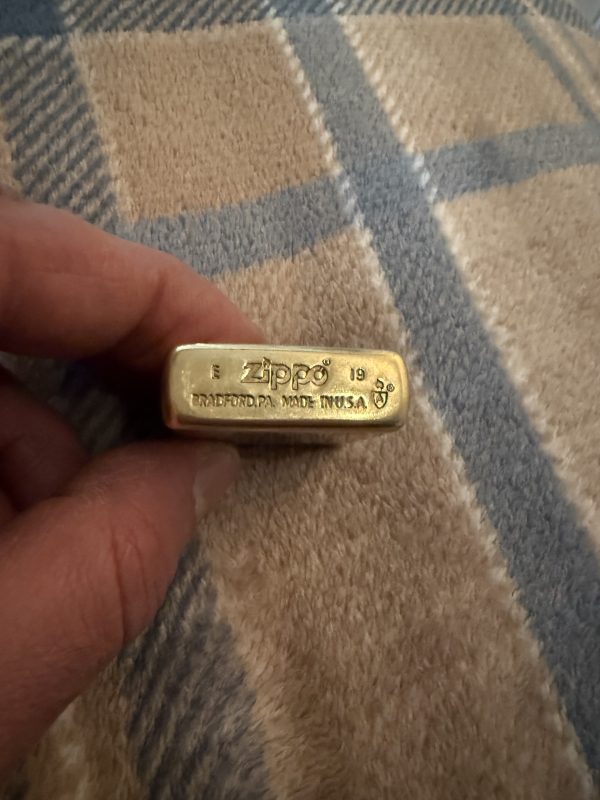 E Zippo® 19
BRADFORD, PA. MADE IN U.S.A. ®